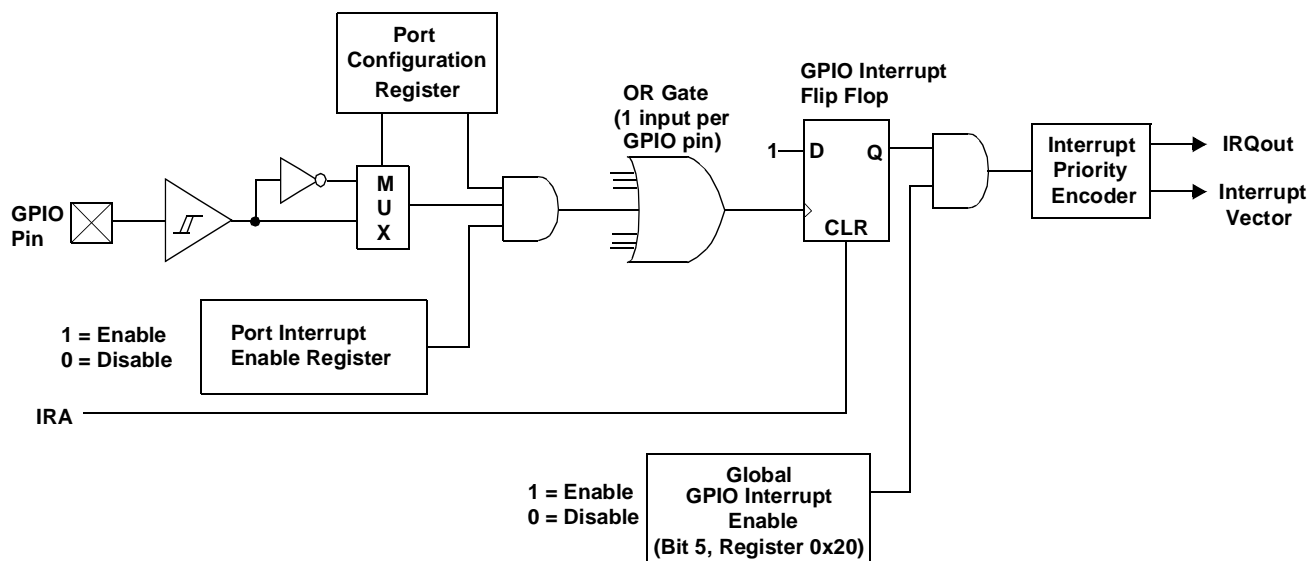 Port
Configuration
Register
GPIO Interrupt
Flip Flop
OR Gate
(1 input per
GPIO pin)
1
D
Q
CLR
Interrupt
Priority
Encoder
IRQout
Interrupt
Vector
M
U
X
GPIO
Pin
1 = Enable
0 = Disable
Port Interrupt
Enable Register
IRA
1 = Enable
0 = Disable
Global
GPIO Interrupt
Enable
(Bit 5, Register 0x20)